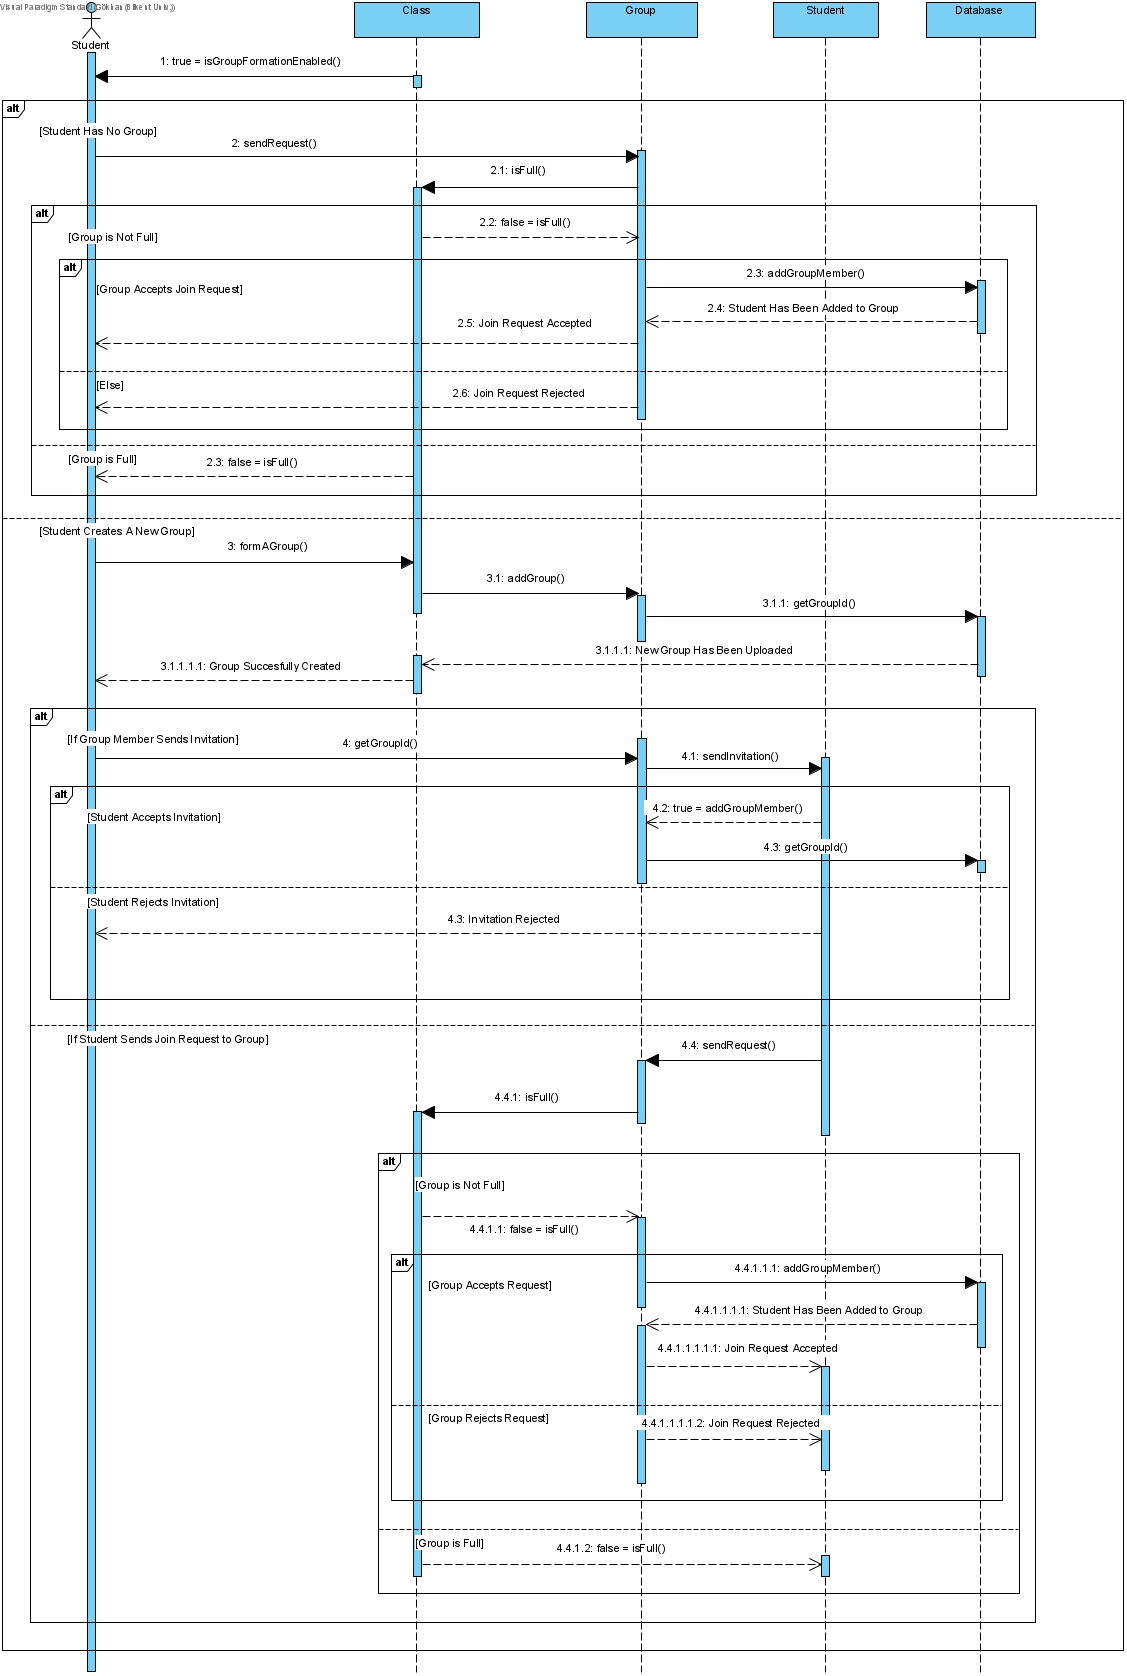 Visual Paradigm Standard(Gökhan(Bilkent Univ.))
Class
Group
Student
Database
Student
1: true = isGroupFormationEnabled()
alt
[Student Has No Group]
2: sendRequest()
2.1: isFull()
alt
2.2: false = isFull()
[Group is Not Full]
alt
2.3: addGroupMember()
[Group Accepts Join Request]
2.4: Student Has Been Added to Group
2.5: Join Request Accepted
[Else]
2.6: Join Request Rejected
[Group is Full]
2.3: false = isFull()
[Student Creates A New Group]
3: formAGroup()
3.1: addGroup()
3.1.1: getGroupId()
3.1.1.1: New Group Has Been Uploaded
3.1.1.1.1: Group Succesfully Created
alt
[If Group Member Sends Invitation]
4: getGroupId()
4.1: sendInvitation()
alt
4.2: true = addGroupMember()
[Student Accepts Invitation]
4.3: getGroupId()
[Student Rejects Invitation]
4.3: Invitation Rejected
[If Student Sends Join Request to Group]
4.4: sendRequest()
4.4.1: isFull()
alt
[Group is Not Full]
4.4.1.1: false = isFull()
alt
4.4.1.1.1: addGroupMember()
[Group Accepts Request]
4.4.1.1.1.1: Student Has Been Added to Group
4.4.1.1.1.1.1: Join Request Accepted
[Group Rejects Request]
4.4.1.1.1.1.2: Join Request Rejected
[Group is Full]
4.4.1.2: false = isFull()